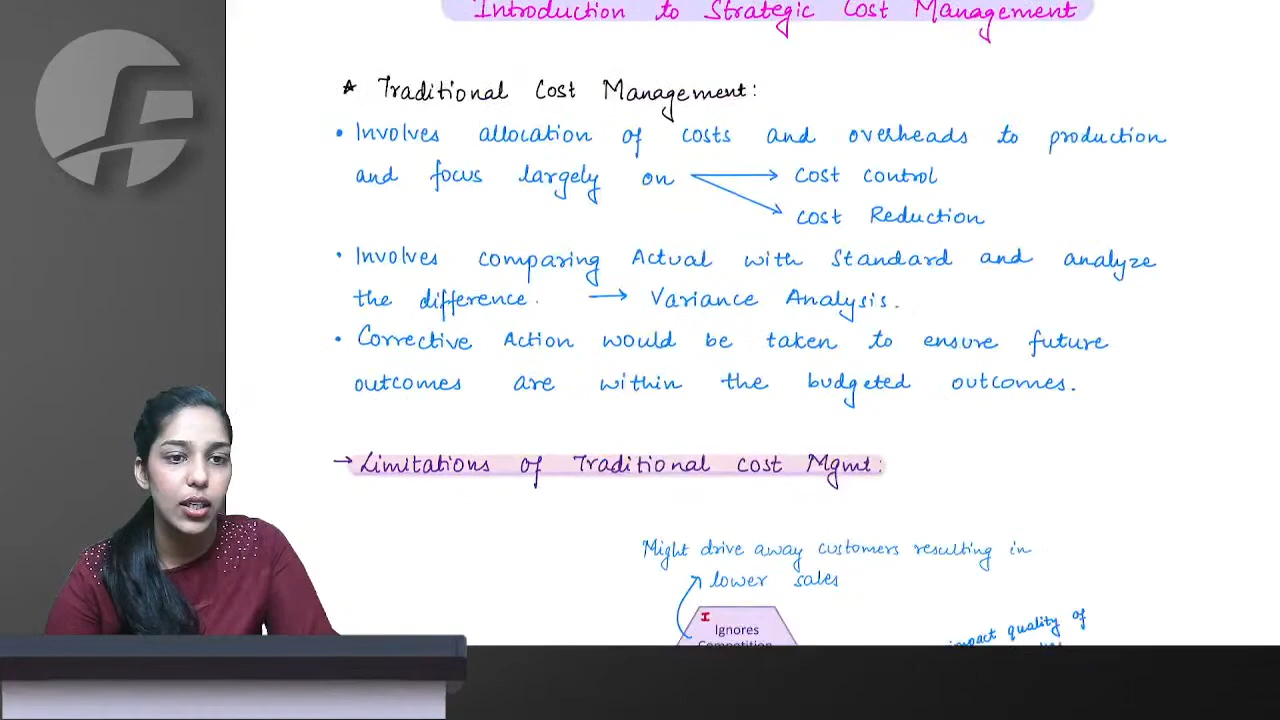 Introduction to Strategic Cost Management
* Traditional Cost Management:
• Involves allocation of costs and overheads to production
and focus largely on → cost control
cost Reduction
• Involves comparing Actual with Standard and analyze
the difference. → Variance Analysis.
• Corrective Action would be taken to ensure future
outcomes are within the budgeted outcomes.
→ Limitations of Traditional cost Mgmt:
Might drive away customers resulting in
lower sales
I
Ignores
Competition
impact quality of